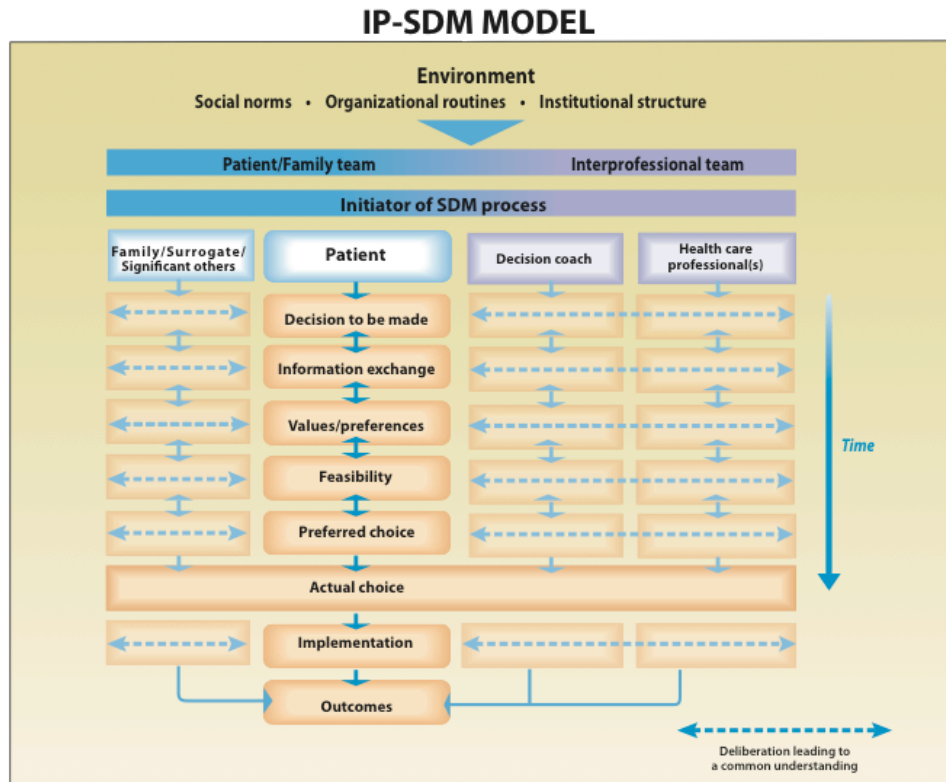 IP-SDM MODEL
Environment
Social norms • Organizational routines • Institutional structure
Patient/Family team
Interprofessional team
Initiator of SDM process
Family/Surrogate/
Significant others
Patient
Decision coach
Health care
professional(s)
Decision to be made
Information exchange
Values/preferences
Feasibility
Preferred choice
Time
Actual choice
Implementation
Outcomes
Deliberation leading to
a common understanding